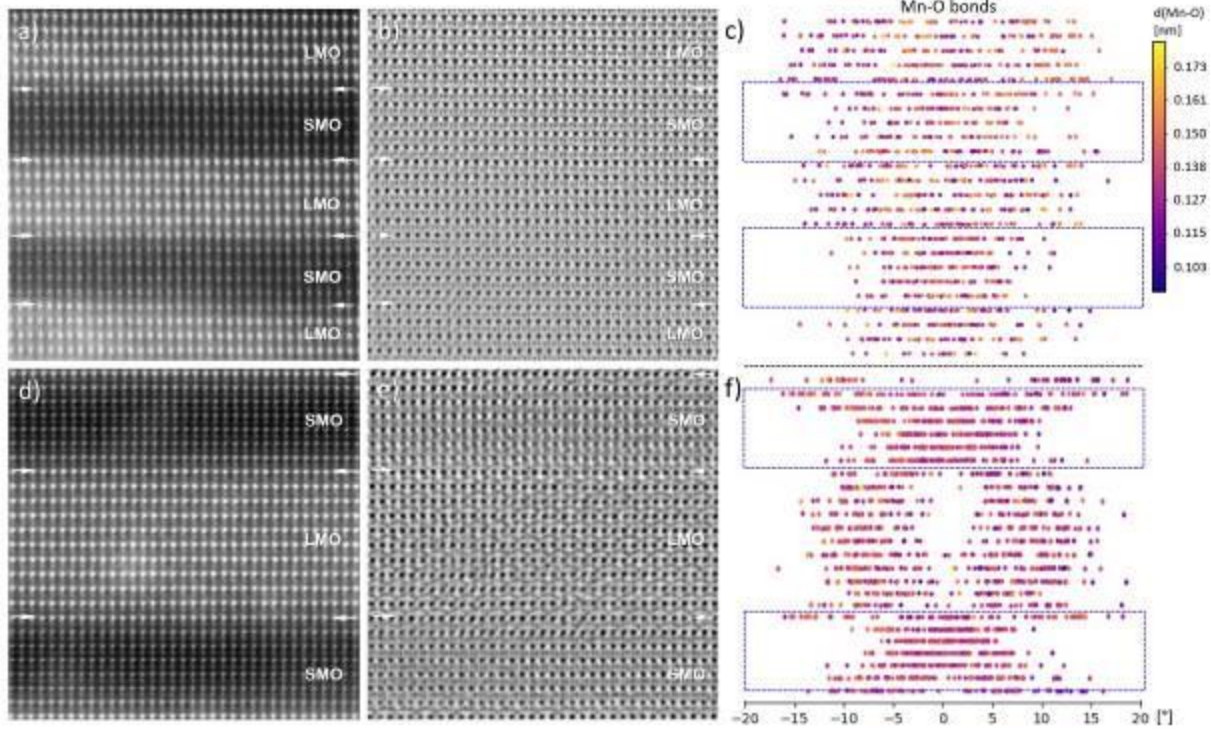 a)
LMO
SMO
LMO
SMO
LMO
b)
LMO
SMO
LMO
SMO
LMO
Mn-O bonds
c)
d(Mn-O)
[nm]
0.173
0.161
0.150
0.138
0.127
0.115
0.103
d)
SMO
LMO
SMO
e)
SMO
LMO
SMO
f)
−20 −15 −10 −5 0 5 10 15 20 [°]